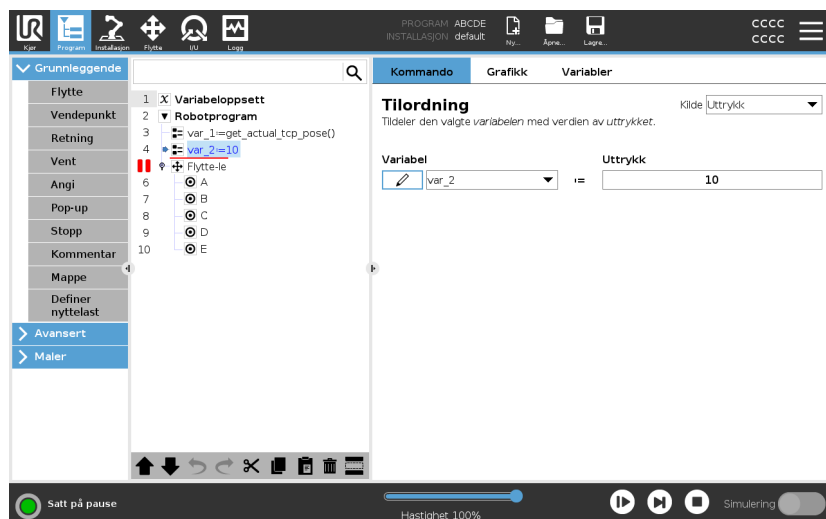 UR
PROGRAM ABCDE
INSTALLASJON default
CCCC
CCCC
Kjør Program Installasjon Flytte I/U Logg
Ny... Åpne... Lagre...
Grunnleggende
Flytte
Vendepunkt
Retning
Vent
Angi
Pop-up
Stopp
Kommentar
Mappe
Definer
nyttelast
Avansert
Maler
1 X Variabeloppsett
2 Robotprogram
3 var_1:=get_actual_tcp_pose()
4 var_2:=10
Flytte-le
6 A
7 B
8 C
9 D
10 E
Kommando Grafikk Variabler
Tilordning
Kilde Uttrykk
Tildeler den valgte variabelen med verdien av uttrykket.
Variabel Uttrykk
var_2 := 10
Satt på pause
Hastighet 100%
Simulering